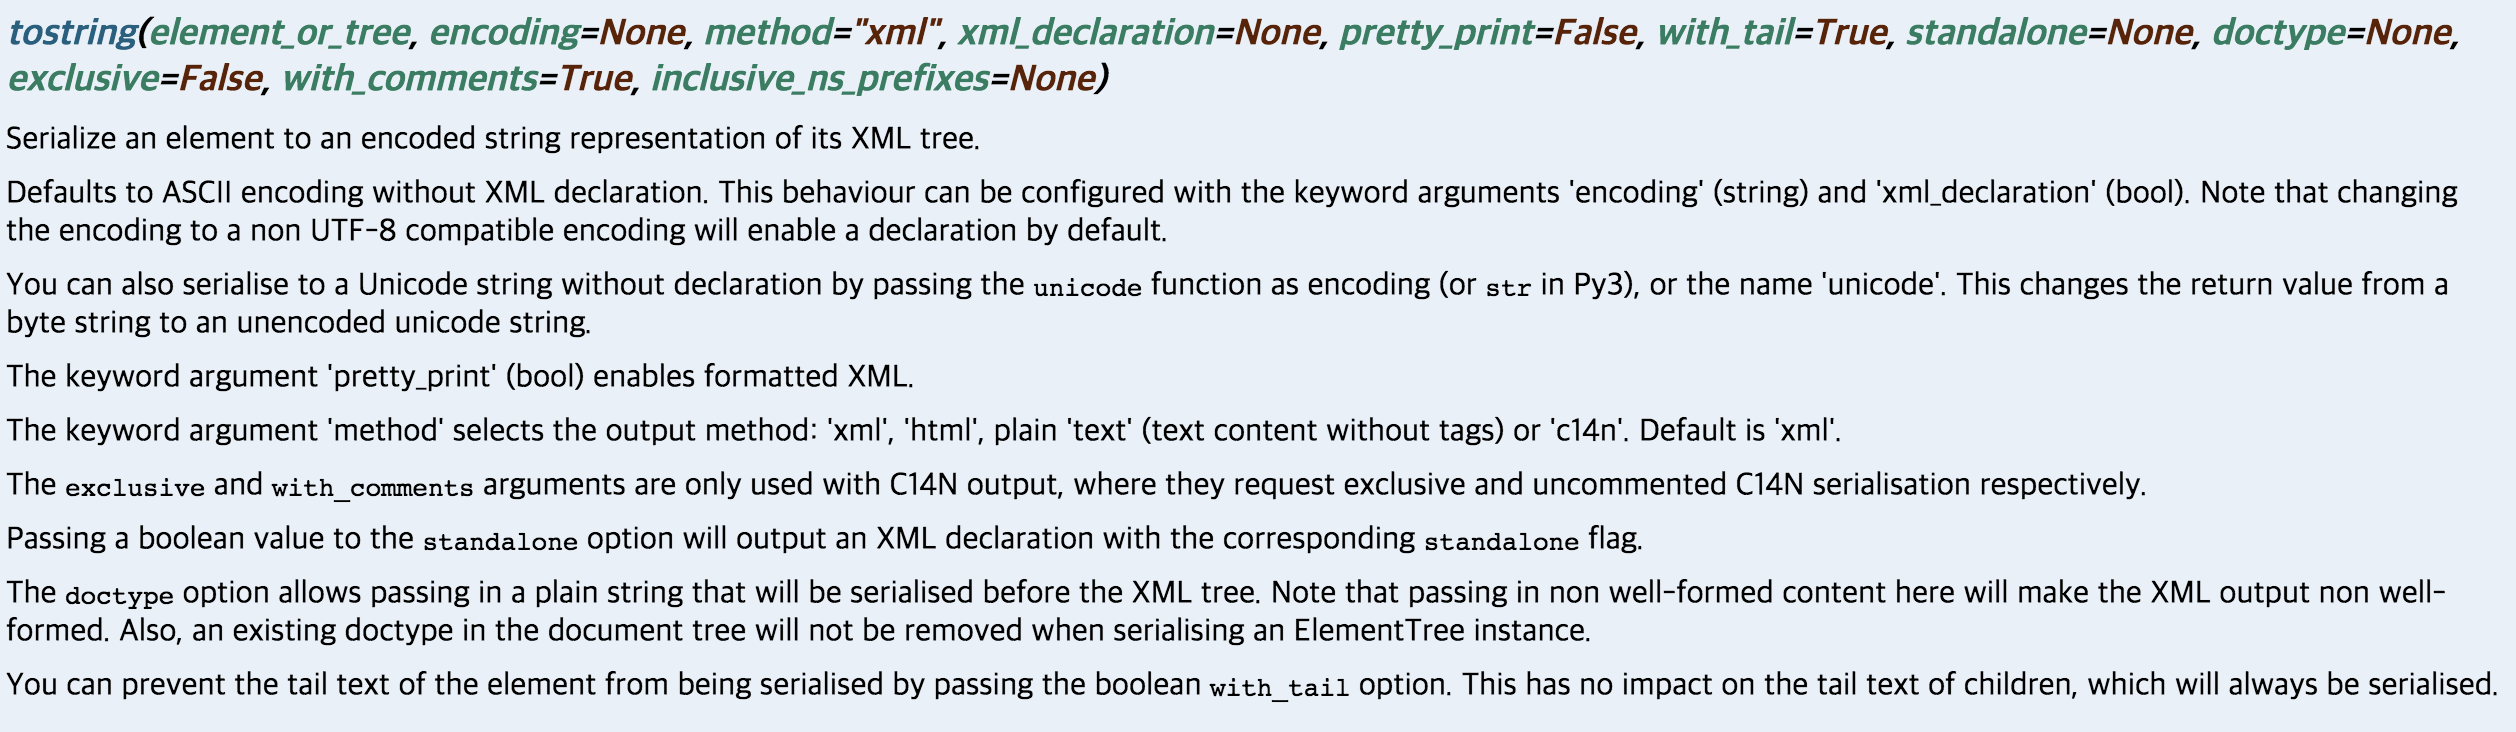 tostring(element_or_tree, encoding=None, method="xml", xml_declaration=None, pretty_print=False, with_tail=True, standalone=None, doctype=None,
exclusive=False, with_comments=True, inclusive_ns_prefixes=None)
Serialize an element to an encoded string representation of its XML tree.
Defaults to ASCII encoding without XML declaration. This behaviour can be configured with the keyword arguments 'encoding' (string) and 'xml_declaration' (bool). Note that changing
the encoding to a non UTF-8 compatible encoding will enable a declaration by default.
You can also serialise to a Unicode string without declaration by passing the unicode function as encoding (or str in Py3), or the name 'unicode'. This changes the return value from a
byte string to an unencoded unicode string.
The keyword argument 'pretty_print' (bool) enables formatted XML.
The keyword argument 'method' selects the output method: 'xml', 'html', plain 'text' (text content without tags) or 'c14n'. Default is 'xml'.
The exclusive and with_comments arguments are only used with C14N output, where they request exclusive and uncommented C14N serialisation respectively.
Passing a boolean value to the standalone option will output an XML declaration with the corresponding standalone flag.
The doctype option allows passing in a plain string that will be serialised before the XML tree. Note that passing in non well-formed content here will make the XML output non well-
formed. Also, an existing doctype in the document tree will not be removed when serialising an ElementTree instance.
You can prevent the tail text of the element from being serialised by passing the boolean with_tail option. This has no impact on the tail text of children, which will always be serialised.